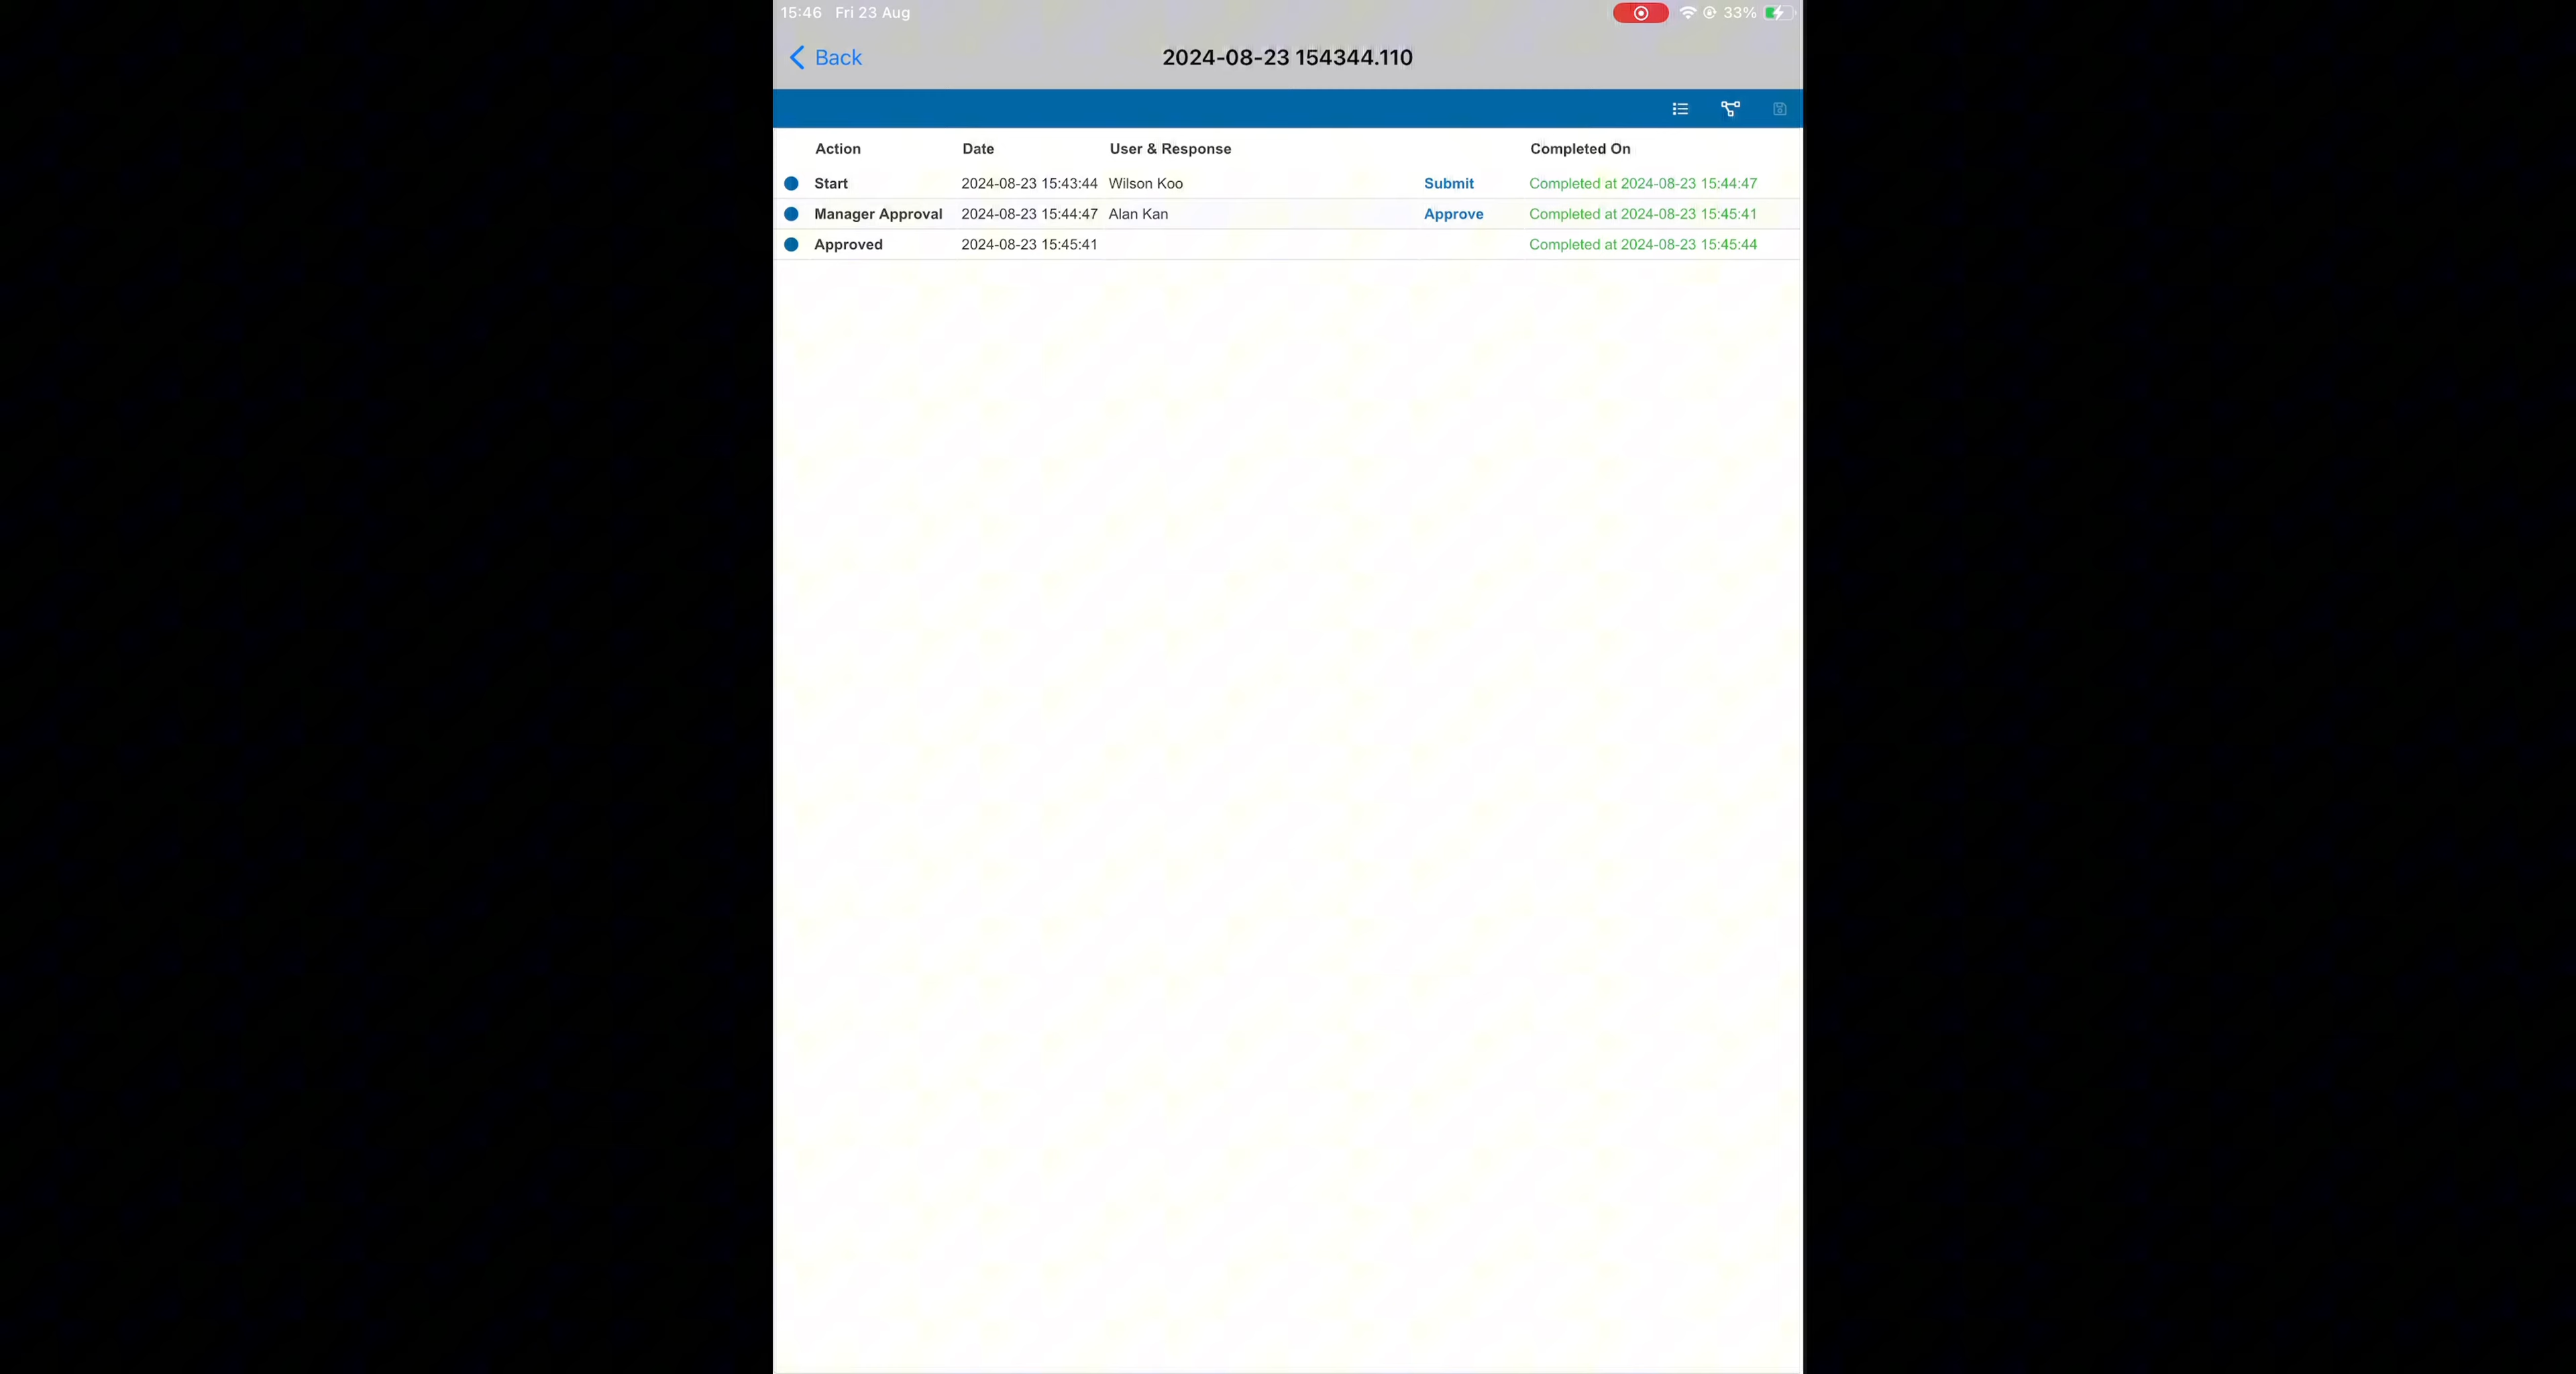 15:46 Fri 23 Aug 33%
Back 2024-08-23 154344.110
Action Date User & Response Completed On
Start 2024-08-23 15:43:44 Wilson Koo Submit Completed at 2024-08-23 15:44:47
Manager Approval 2024-08-23 15:44:47 Alan Kan Approve Completed at 2024-08-23 15:45:41
Approved 2024-08-23 15:45:41 Completed at 2024-08-23 15:45:44